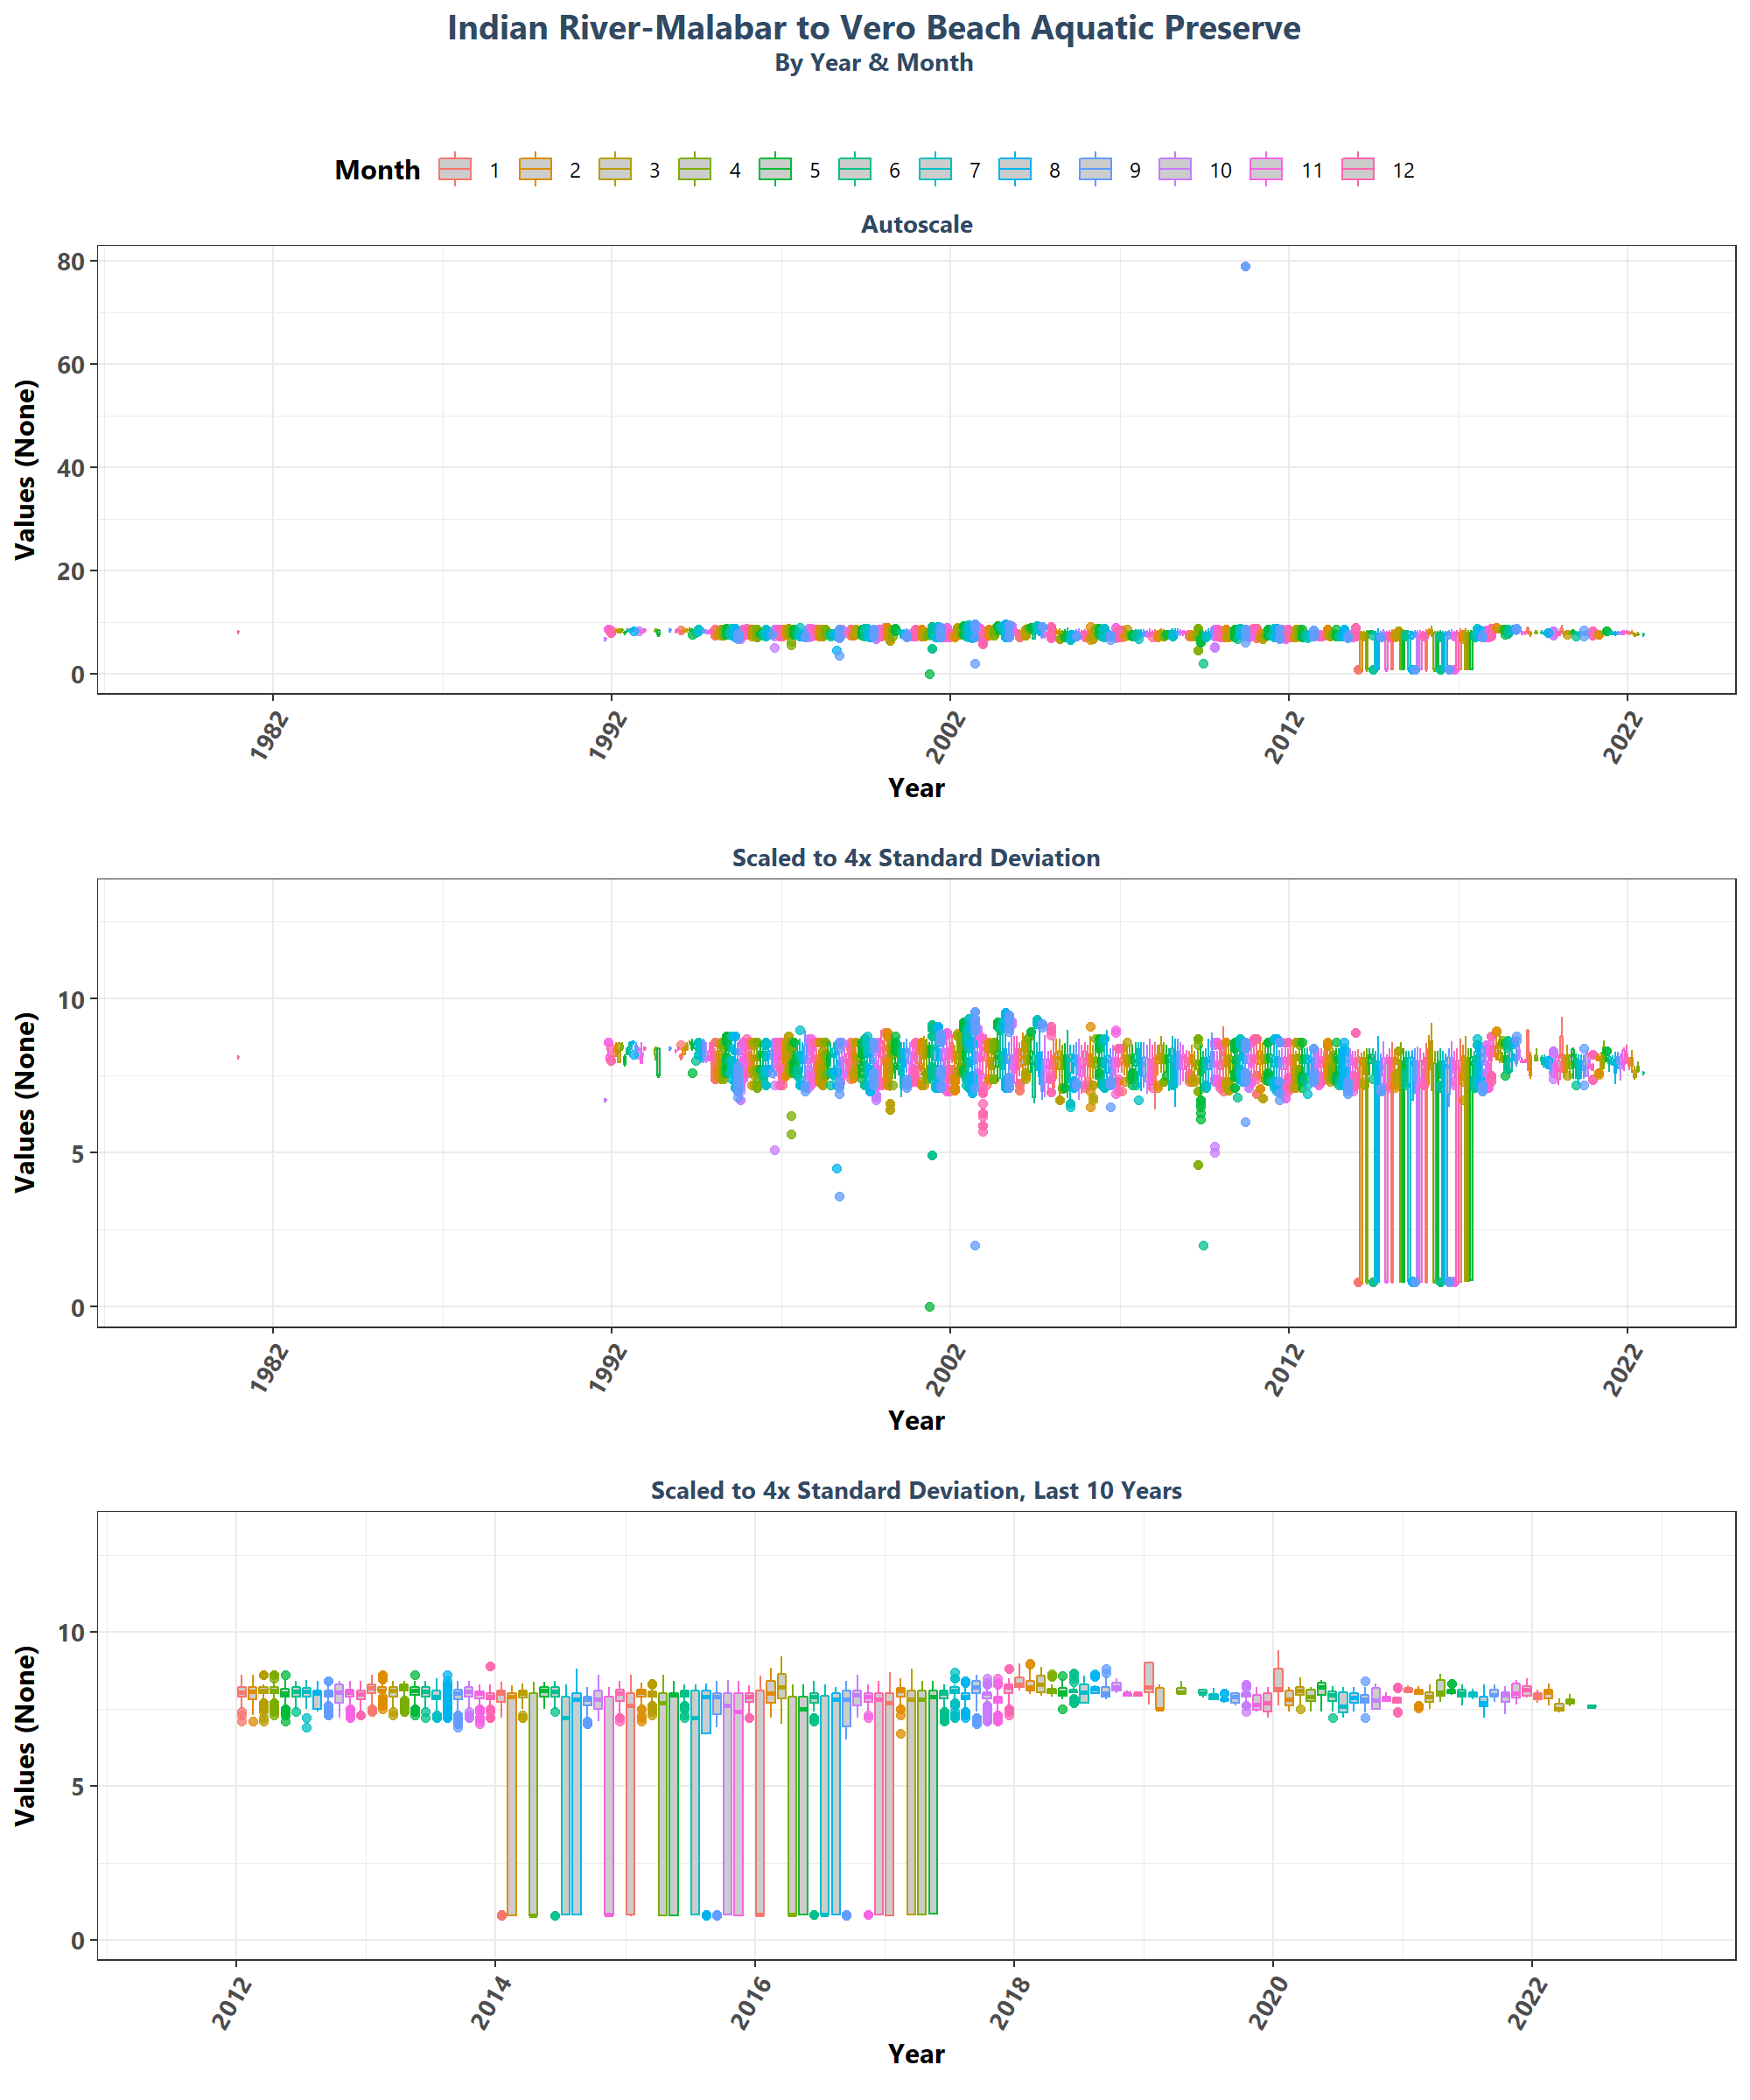 Indian River-Malabar to Vero Beach Aquatic Preserve
By Year & Month
Month 1 2 3 4 5 6 7 8 9 10 11 12
Autoscale
Values (None)
80
60
40
20
0
1982 1992 2002 2012 2022
Year
Scaled to 4x Standard Deviation
Values (None)
10
5
0
1982 1992 2002 2012 2022
Year
Scaled to 4x Standard Deviation, Last 10 Years
Values (None)
10
5
0
2012 2014 2016 2018 2020 2022
Year